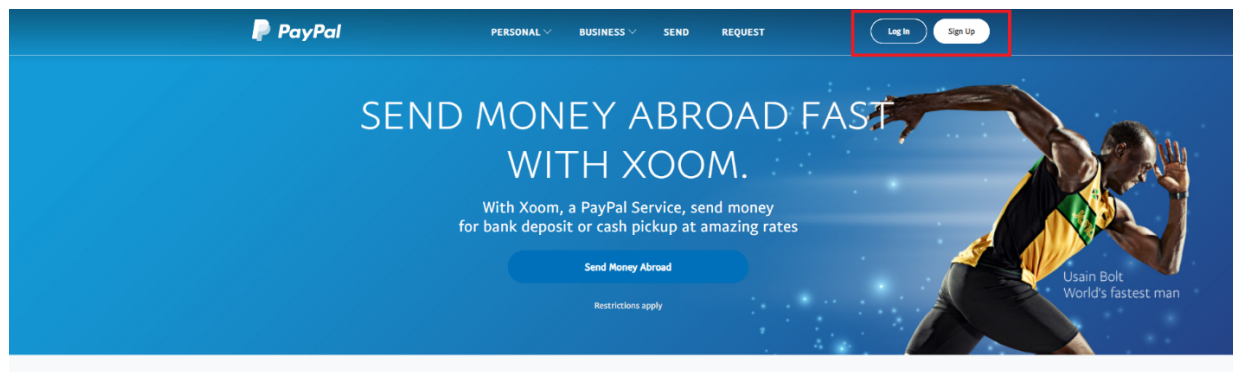 PayPal
PERSONAL BUSINESS SEND REQUEST
Log In Sign Up
SEND MONEY ABROAD FAST
WITH XOOM.
With Xoom, a PayPal Service, send money
for bank deposit or cash pickup at amazing rates
Send Money Abroad
Restrictions apply
Usain Bolt
World's fastest man